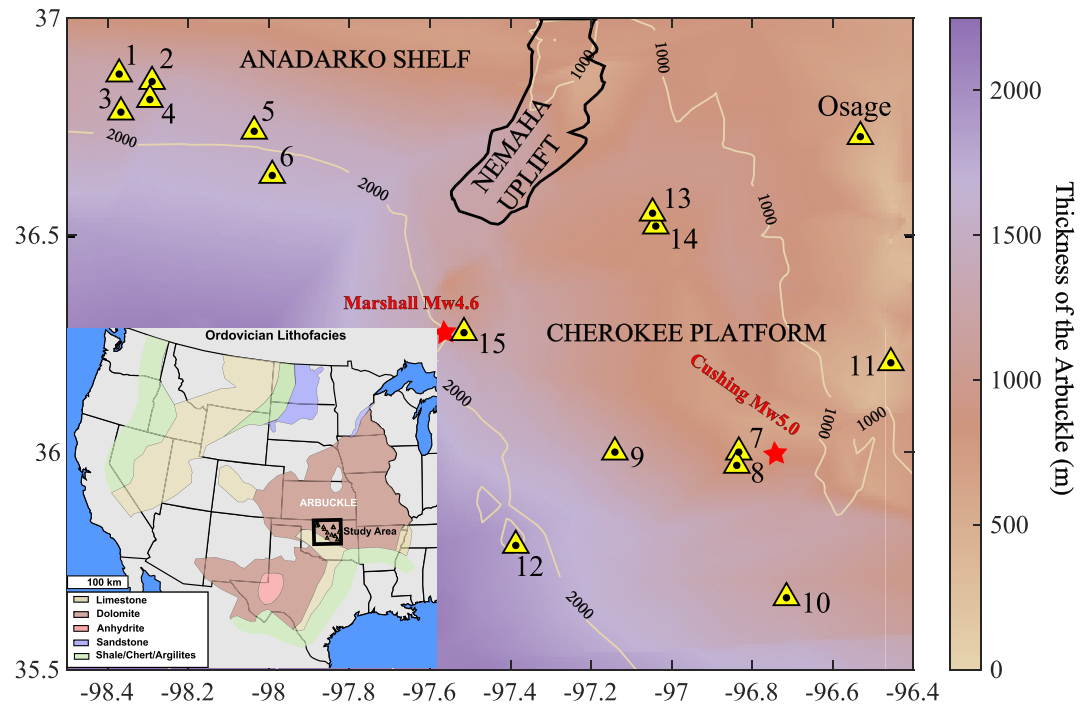 37
36.5
36
35.5
ANADARKO SHELF
1
2
3
4
5
6
2000
2000
1000
1000
NEMAHA
UPLIFT
Osage
1000
13
14
Marshall Mw4.6
15
CHEROKEE PLATFORM
Cushing Mw5.0
11
2000
9
7
8
1000
1000
12
2000
10
Ordovician Lithofacies
ARBUCKLE
Study Area
100 km
Limestone
Dolomite
Anhydrite
Sandstone
Shale/Chert/Argilites
-98.4
-98.2
-98
-97.8
-97.6
-97.4
-97.2
-97
-96.8
-96.6
-96.4
2000
1500
1000
500
0
Thickness of the Arbuckle (m)